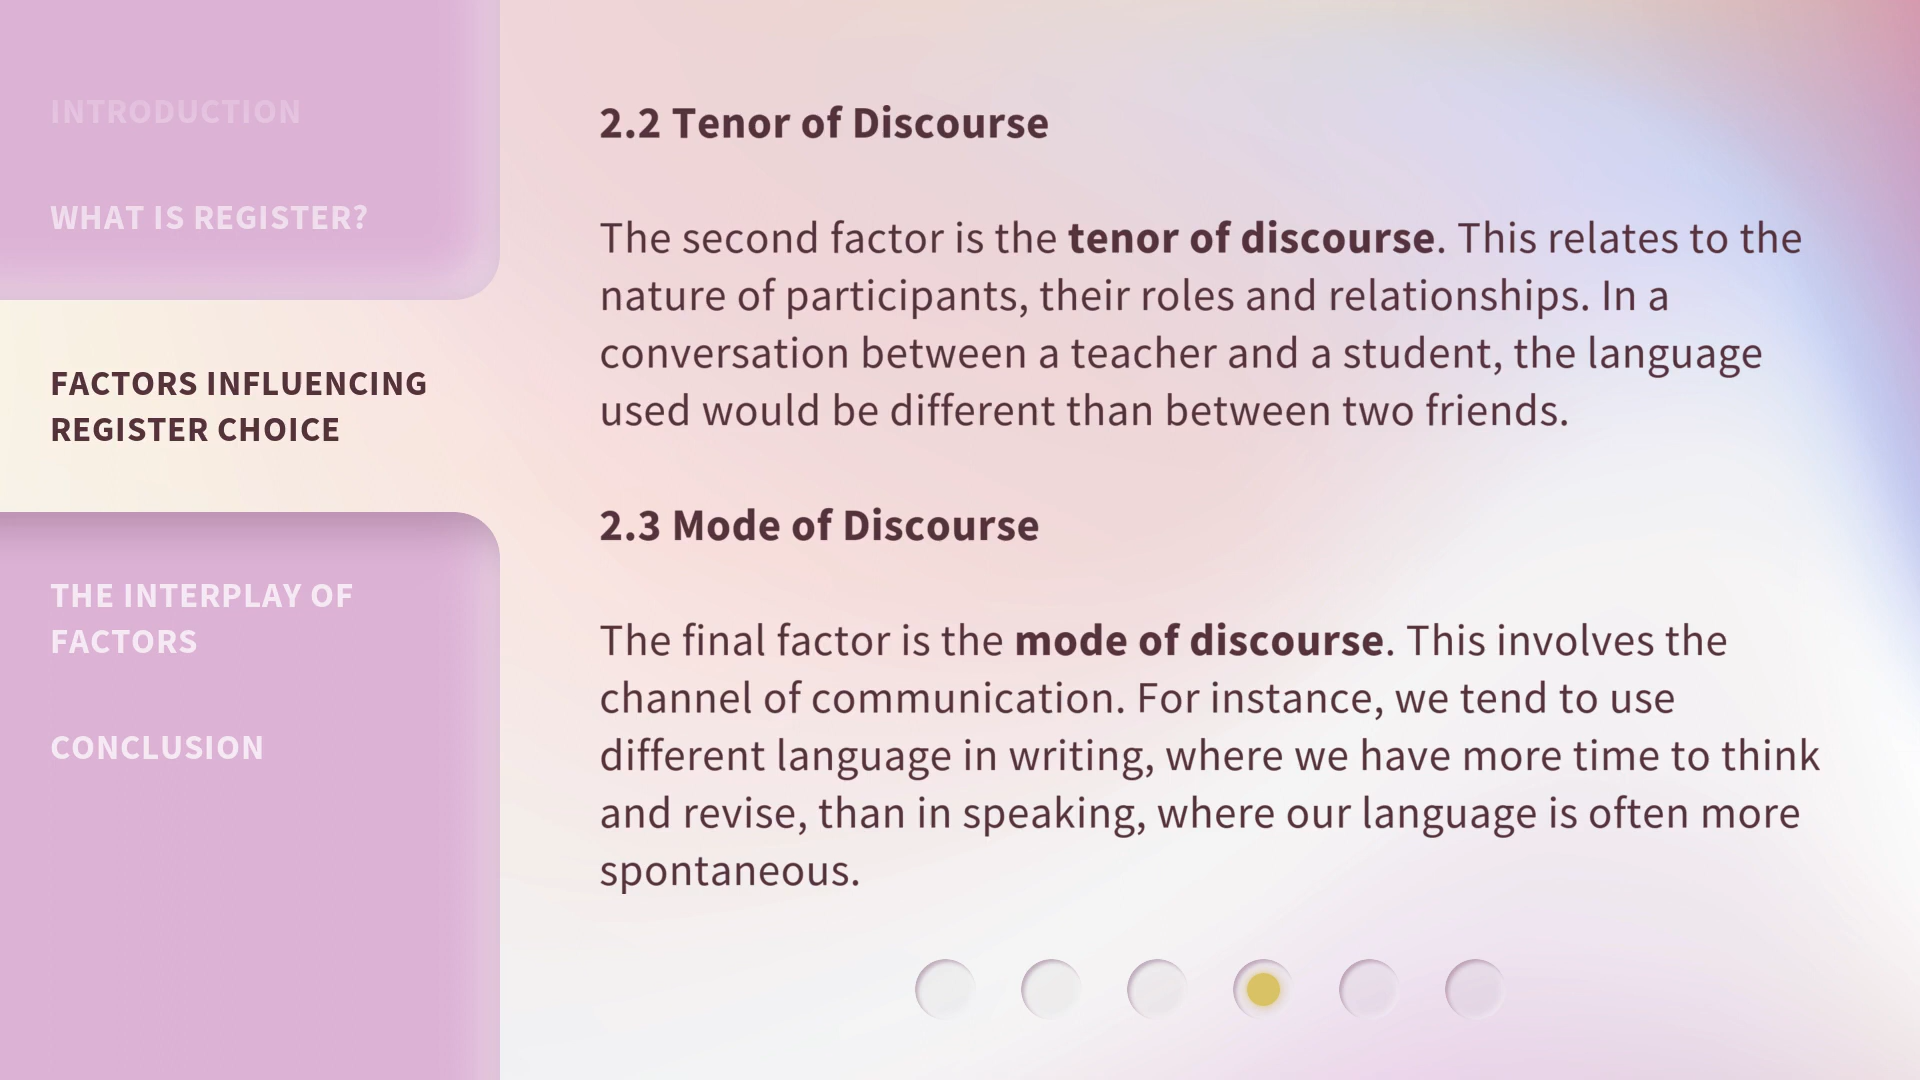 INTRODUCTION
WHAT IS REGISTER?
FACTORS INFLUENCING
REGISTER CHOICE
THE INTERPLAY OF
FACTORS
CONCLUSION
2.2 Tenor of Discourse
The second factor is the tenor of discourse. This relates to the
nature of participants, their roles and relationships. In a
conversation between a teacher and a student, the language
used would be different than between two friends.
2.3 Mode of Discourse
The final factor is the mode of discourse. This involves the
channel of communication. For instance, we tend to use
different language in writing, where we have more time to think
and revise, than in speaking, where our language is often more
spontaneous.